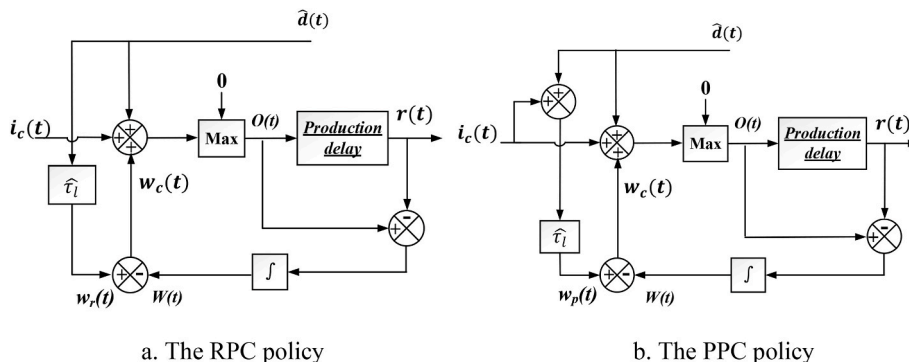 d̂(t)
0
i_c(t)
Max
O(t)
Production
delay
r(t)
w_c(t)
τ̂_l
∫
w_r(t)
W(t)
a. The RPC policy
d̂(t)
0
i_c(t)
Max
O(t)
Production
delay
r(t)
w_c(t)
τ̂_l
∫
w_p(t)
W(t)
b. The PPC policy